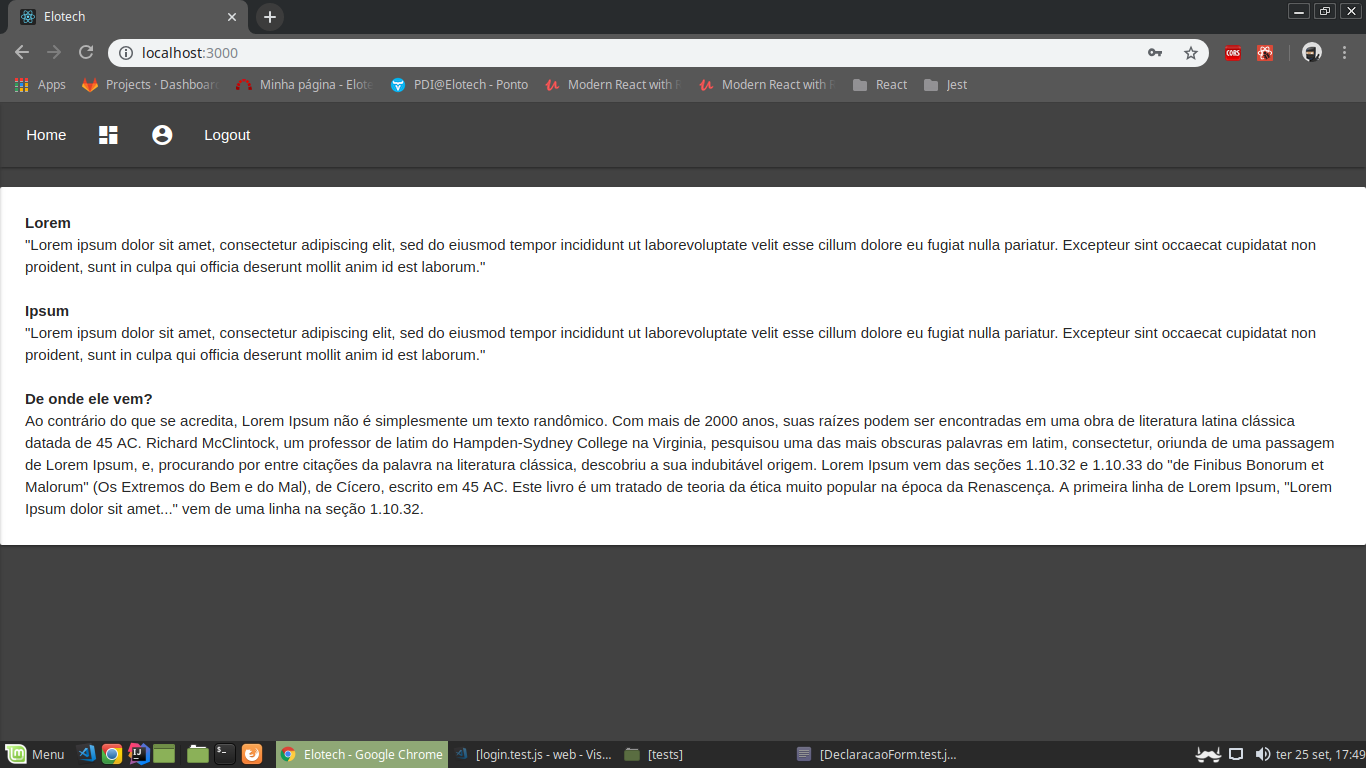 Elotech
localhost:3000
CORS
Apps
Projects · Dashboard
Minha página - Elote
PDI@Elotech - Ponto
Modern React with
Modern React with
React
Jest
Home
Logout
Lorem
"Lorem ipsum dolor sit amet, consectetur adipiscing elit, sed do eiusmod tempor incididunt ut laborevoluptate velit esse cillum dolore eu fugiat nulla pariatur. Excepteur sint occaecat cupidatat non
proident, sunt in culpa qui officia deserunt mollit anim id est laborum."
Ipsum
"Lorem ipsum dolor sit amet, consectetur adipiscing elit, sed do eiusmod tempor incididunt ut laborevoluptate velit esse cillum dolore eu fugiat nulla pariatur. Excepteur sint occaecat cupidatat non
proident, sunt in culpa qui officia deserunt mollit anim id est laborum."
De onde ele vem?
Ao contrário do que se acredita, Lorem Ipsum não é simplesmente um texto randômico. Com mais de 2000 anos, suas raízes podem ser encontradas em uma obra de literatura latina clássica
datada de 45 AC. Richard McClintock, um professor de latim do Hampden-Sydney College na Virginia, pesquisou uma das mais obscuras palavras em latim, consectetur, oriunda de uma passagem
de Lorem Ipsum, e, procurando por entre citações da palavra na literatura clássica, descobriu a sua indubitável origem. Lorem Ipsum vem das seções 1.10.32 e 1.10.33 do "de Finibus Bonorum et
Malorum" (Os Extremos do Bem e do Mal), de Cícero, escrito em 45 AC. Este livro é um tratado de teoria da ética muito popular na época da Renascença. A primeira linha de Lorem Ipsum, "Lorem
Ipsum dolor sit amet..." vem de uma linha na seção 1.10.32.
Menu
IJ
Elotech - Google Chrome
[login.test.js - web - Vis...
[tests]
[DeclaracaoForm.test.j...
ter 25 set, 17:49